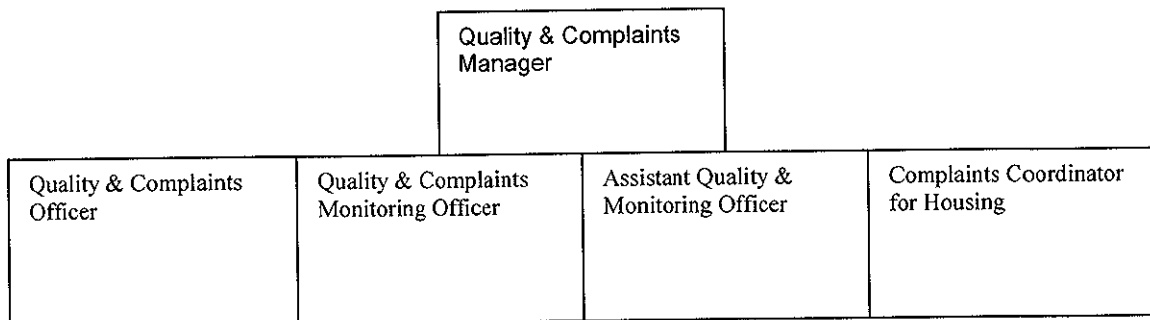 Quality & Complaints
Manager
Quality & Complaints
Officer
Quality & Complaints
Monitoring Officer
Assistant Quality &
Monitoring Officer
Complaints Coordinator
for Housing